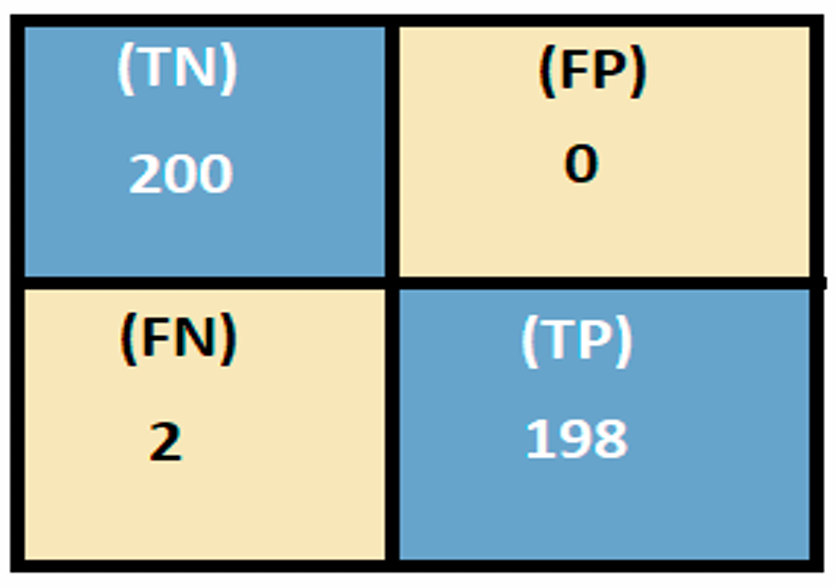 (TN)
200
(FP)
0
(FN)
2
(TP)
198